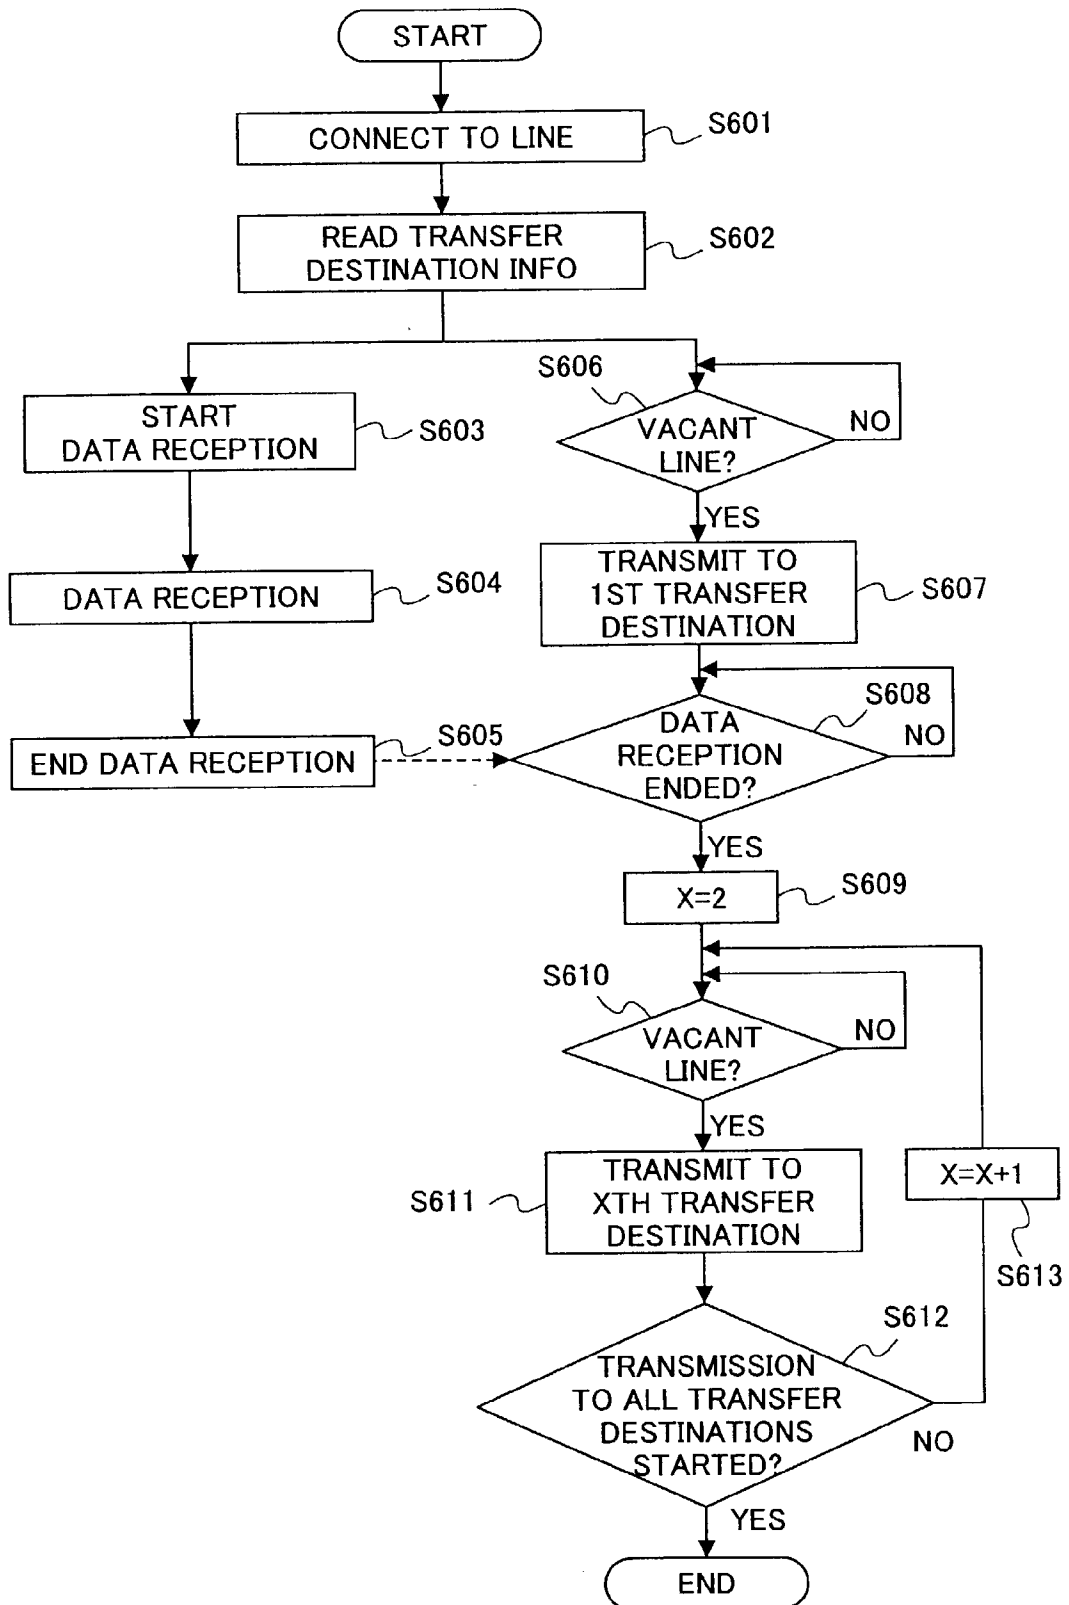 START
CONNECT TO LINE
S601
READ TRANSFER
DESTINATION INFO
S602
START
DATA RECEPTION
S603
DATA RECEPTION
S604
END DATA RECEPTION
S605
S606
VACANT
LINE?
NO
YES
TRANSMIT TO
1ST TRANSFER
DESTINATION
S607
DATA
RECEPTION
ENDED?
S608
NO
YES
X=2
S609
S610
VACANT
LINE?
NO
YES
TRANSMIT TO
XTH TRANSFER
DESTINATION
S611
X=X+1
S613
TRANSMISSION
TO ALL TRANSFER
DESTINATIONS
STARTED?
S612
NO
YES
END